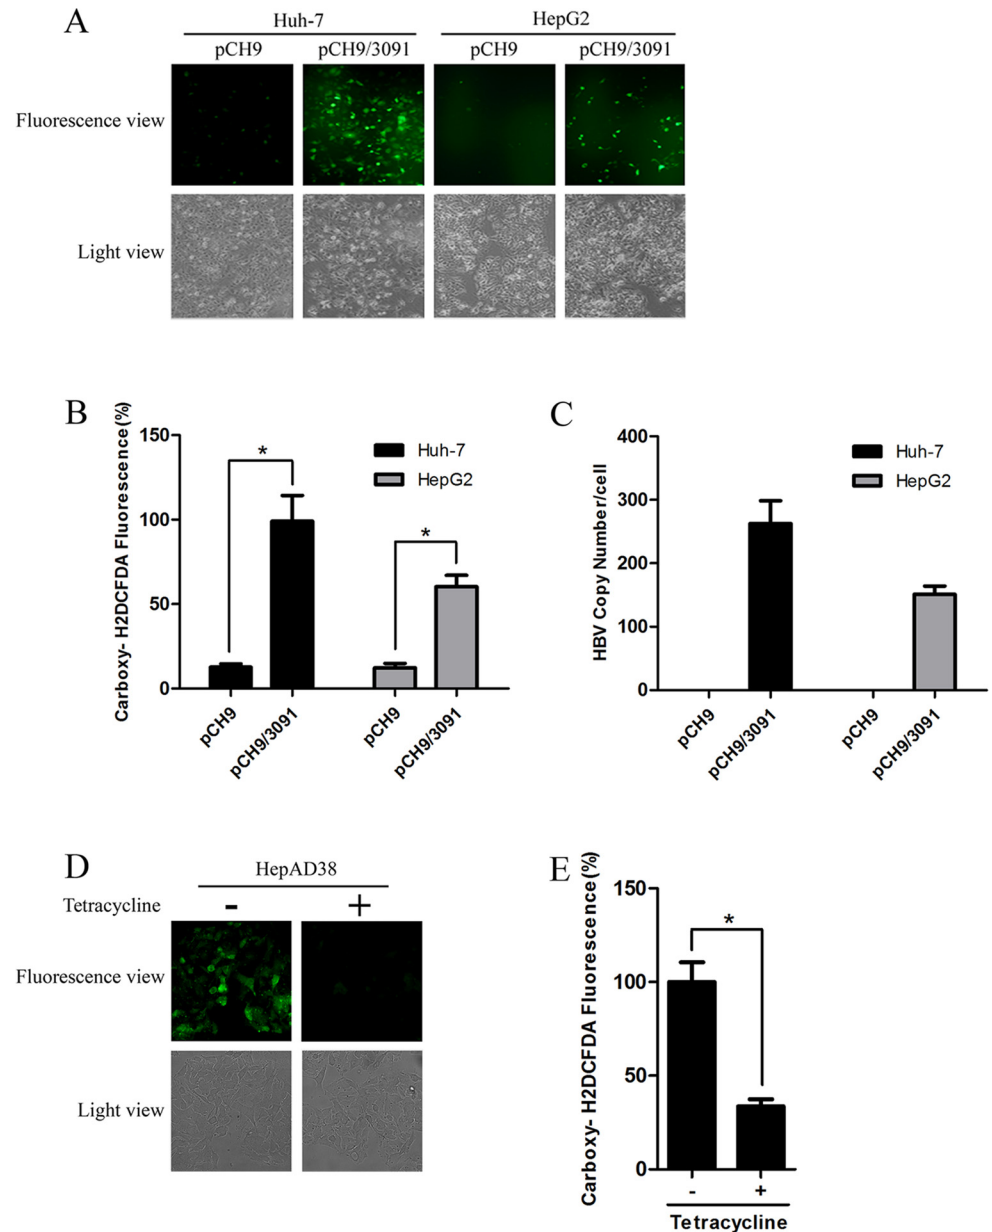 A
Huh-7 HepG2
pCH9 pCH9/3091 pCH9 pCH9/3091
Fluorescence view
Light view
B
Carboxy- H2DCFDA Fluorescence(%)
150
100
50
0
*
*
Huh-7
HepG2
pCH9 pCH9/3091 pCH9 pCH9/3091
C
HBV Copy Number/cell
400
300
200
100
0
Huh-7
HepG2
pCH9 pCH9/3091 pCH9 pCH9/3091
D
HepAD38
Tetracycline - +
Fluorescence view
Light view
E
Carboxy- H2DCFDA Fluorescence(%)
150
100
50
0
*
- +
Tetracycline